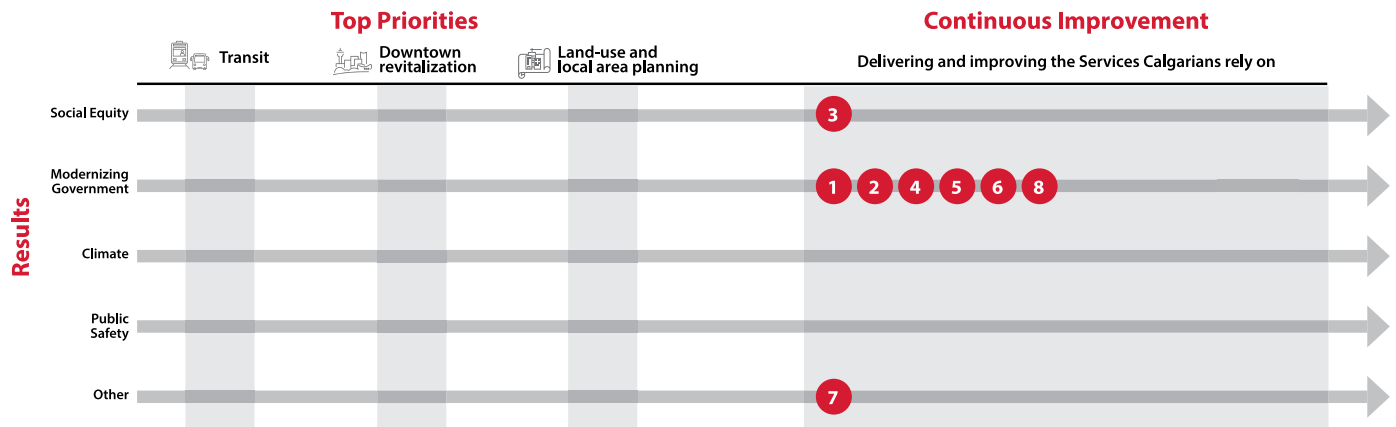 Top Priorities
Continuous Improvement
Transit
Downtown
revitalization
Land-use and
local area planning
Delivering and improving the Services Calgarians rely on
Results
Social Equity
3
Modernizing
Government
1 2 4 5 6 8
Climate
Public
Safety
Other
7